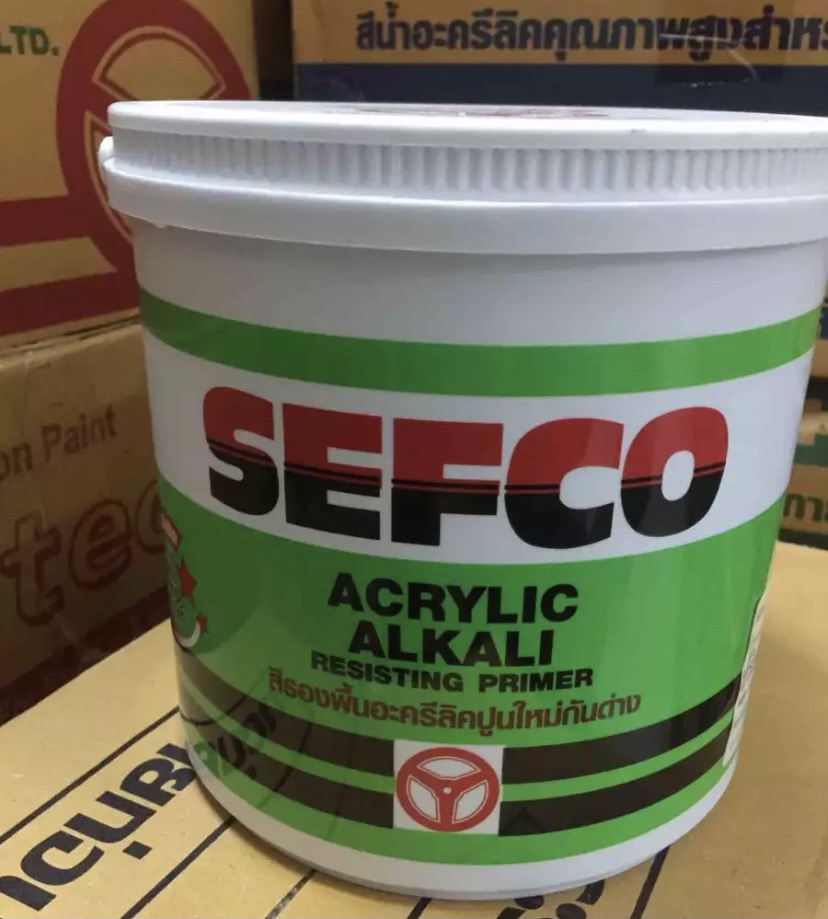 LTD.
สีน้ำอะครีลิคคุณภาพสูงสำหร
on Paint
tec
SEFCO
ACRYLIC
ALKALI
RESISTING PRIMER
สีรองพื้นอะครีลิคปูนใหม่กันด่าง